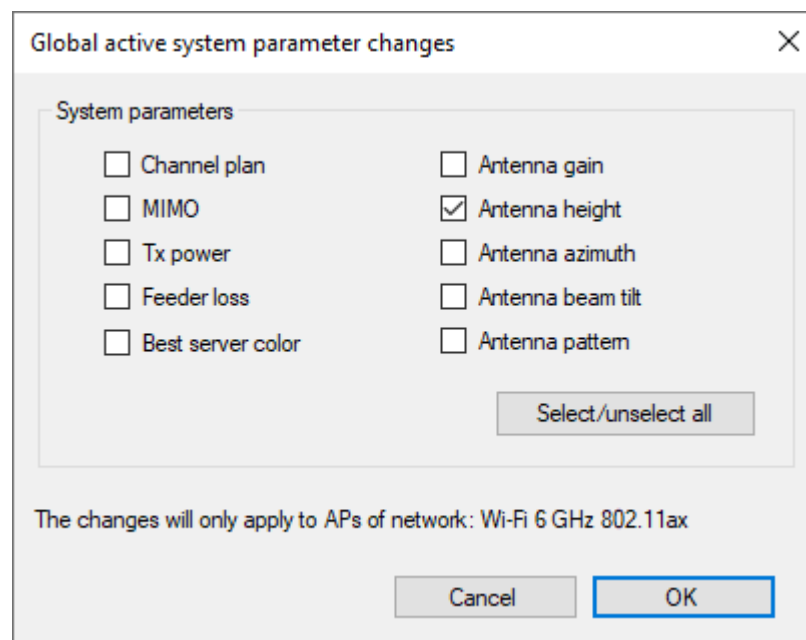 Global active system parameter changes
System parameters
Channel plan
MIMO
Tx power
Feeder loss
Best server color
Antenna gain
Antenna height
Antenna azimuth
Antenna beam tilt
Antenna pattern
Select/unselect all
The changes will only apply to APs of network: Wi-Fi 6 GHz 802.11ax
Cancel
OK